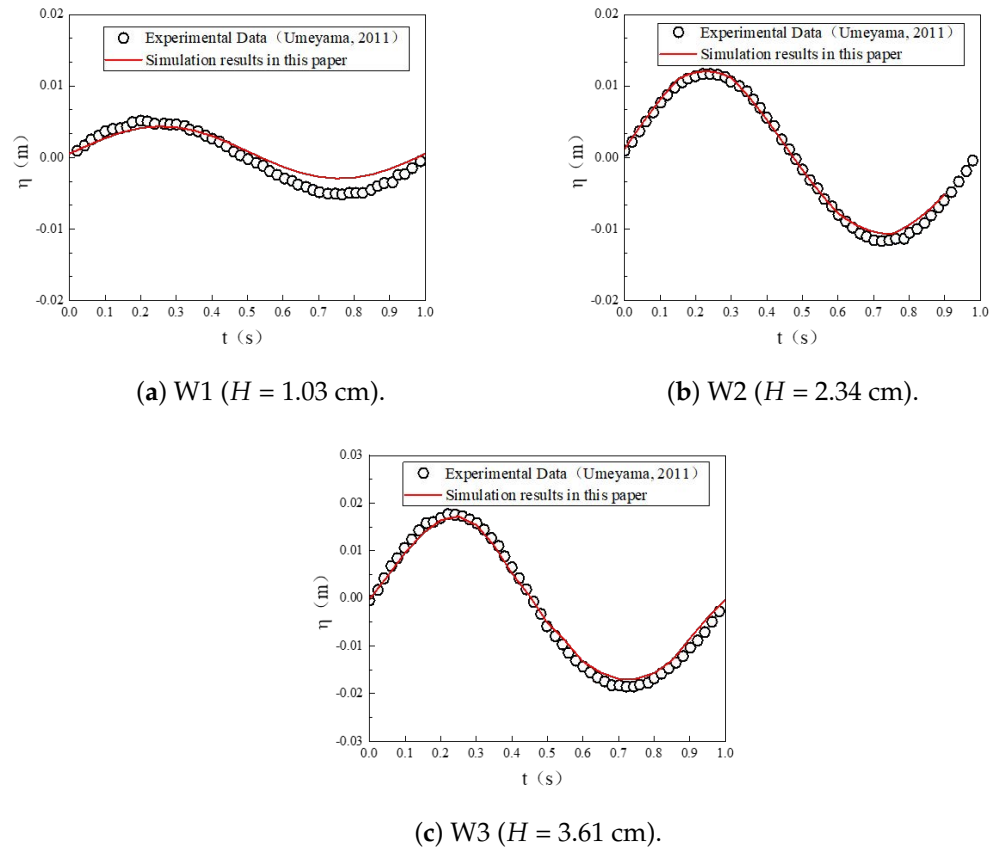 0.02
Experimental Data（Umeyama, 2011）
Simulation results in this paper
0.01
0.00
-0.01
-0.02
η（m）
0.0 0.1 0.2 0.3 0.4 0.5 0.6 0.7 0.8 0.9 1.0
t（s）
(a) W1 (H = 1.03 cm).
0.02
Experimental Data（Umeyama, 2011）
Simulation results in this paper
0.01
0.00
-0.01
-0.02
η（m）
0.0 0.1 0.2 0.3 0.4 0.5 0.6 0.7 0.8 0.9 1.0
t（s）
(b) W2 (H = 2.34 cm).
0.03
Experimental Data（Umeyama, 2011）
Simulation results in this paper
0.02
0.01
0.00
-0.01
-0.02
-0.03
η（m）
0.0 0.1 0.2 0.3 0.4 0.5 0.6 0.7 0.8 0.9 1.0
t（s）
(c) W3 (H = 3.61 cm).